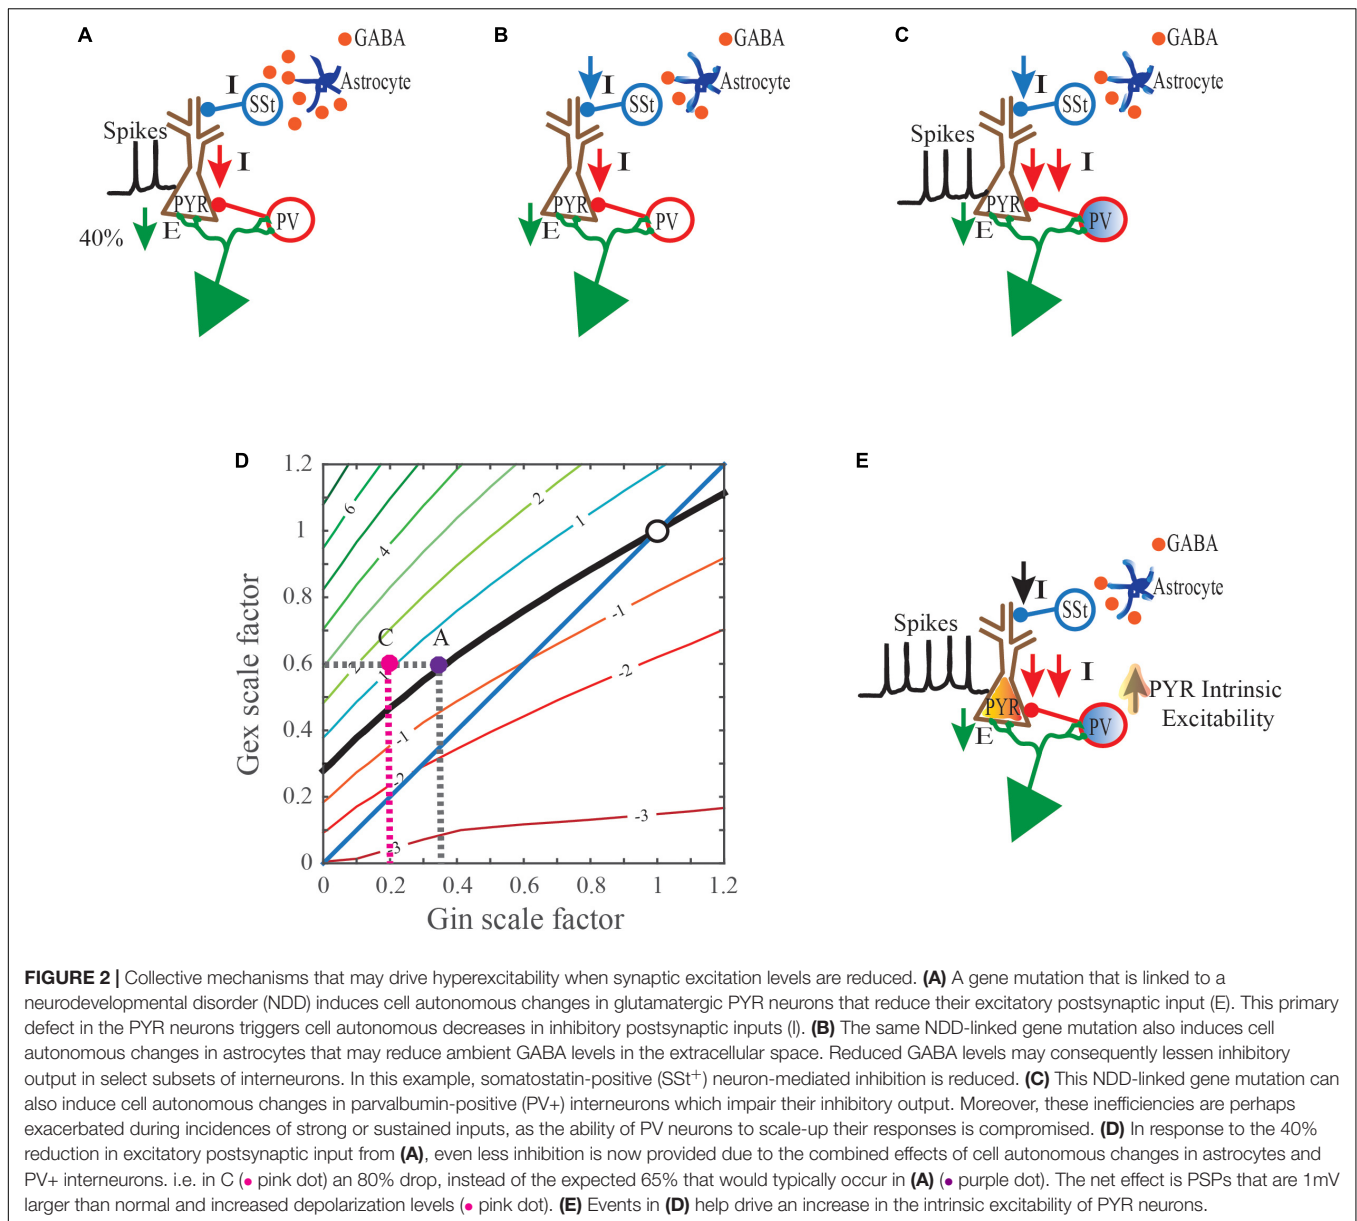 A
GABA
I
SSt
Astrocyte
Spikes
I
PYR
PV
40%
E
B
GABA
I
SSt
Astrocyte
I
PYR
PV
E
C
GABA
I
SSt
Astrocyte
Spikes
I
PYR
PV
E
D
1.2
1
0.8
0.6
0.4
0.2
0
Gex scale factor
6
4
2
1
2
1
-1
-2
-1
-2
-3
-3
C
A
0 0.2 0.4 0.6 0.8 1 1.2
Gin scale factor
E
GABA
I
SSt
Astrocyte
Spikes
I
PYR
PV
E
PYR Intrinsic
Excitability
FIGURE 2 | Collective mechanisms that may drive hyperexcitability when synaptic excitation levels are reduced. (A) A gene mutation that is linked to a
neurodevelopmental disorder (NDD) induces cell autonomous changes in glutamatergic PYR neurons that reduce their excitatory postsynaptic input (E). This primary
defect in the PYR neurons triggers cell autonomous decreases in inhibitory postsynaptic inputs (I). (B) The same NDD-linked gene mutation also induces cell
autonomous changes in astrocytes that may reduce ambient GABA levels in the extracellular space. Reduced GABA levels may consequently lessen inhibitory
output in select subsets of interneurons. In this example, somatostatin-positive (SSt⁺) neuron-mediated inhibition is reduced. (C) This NDD-linked gene mutation can
also induce cell autonomous changes in parvalbumin-positive (PV+) interneurons which impair their inhibitory output. Moreover, these inefficiencies are perhaps
exacerbated during incidences of strong or sustained inputs, as the ability of PV neurons to scale-up their responses is compromised. (D) In response to the 40%
reduction in excitatory postsynaptic input from (A), even less inhibition is now provided due to the combined effects of cell autonomous changes in astrocytes and
PV+ interneurons. i.e. in C (• pink dot) an 80% drop, instead of the expected 65% that would typically occur in (A) (• purple dot). The net effect is PSPs that are 1mV
larger than normal and increased depolarization levels (• pink dot). (E) Events in (D) help drive an increase in the intrinsic excitability of PYR neurons.